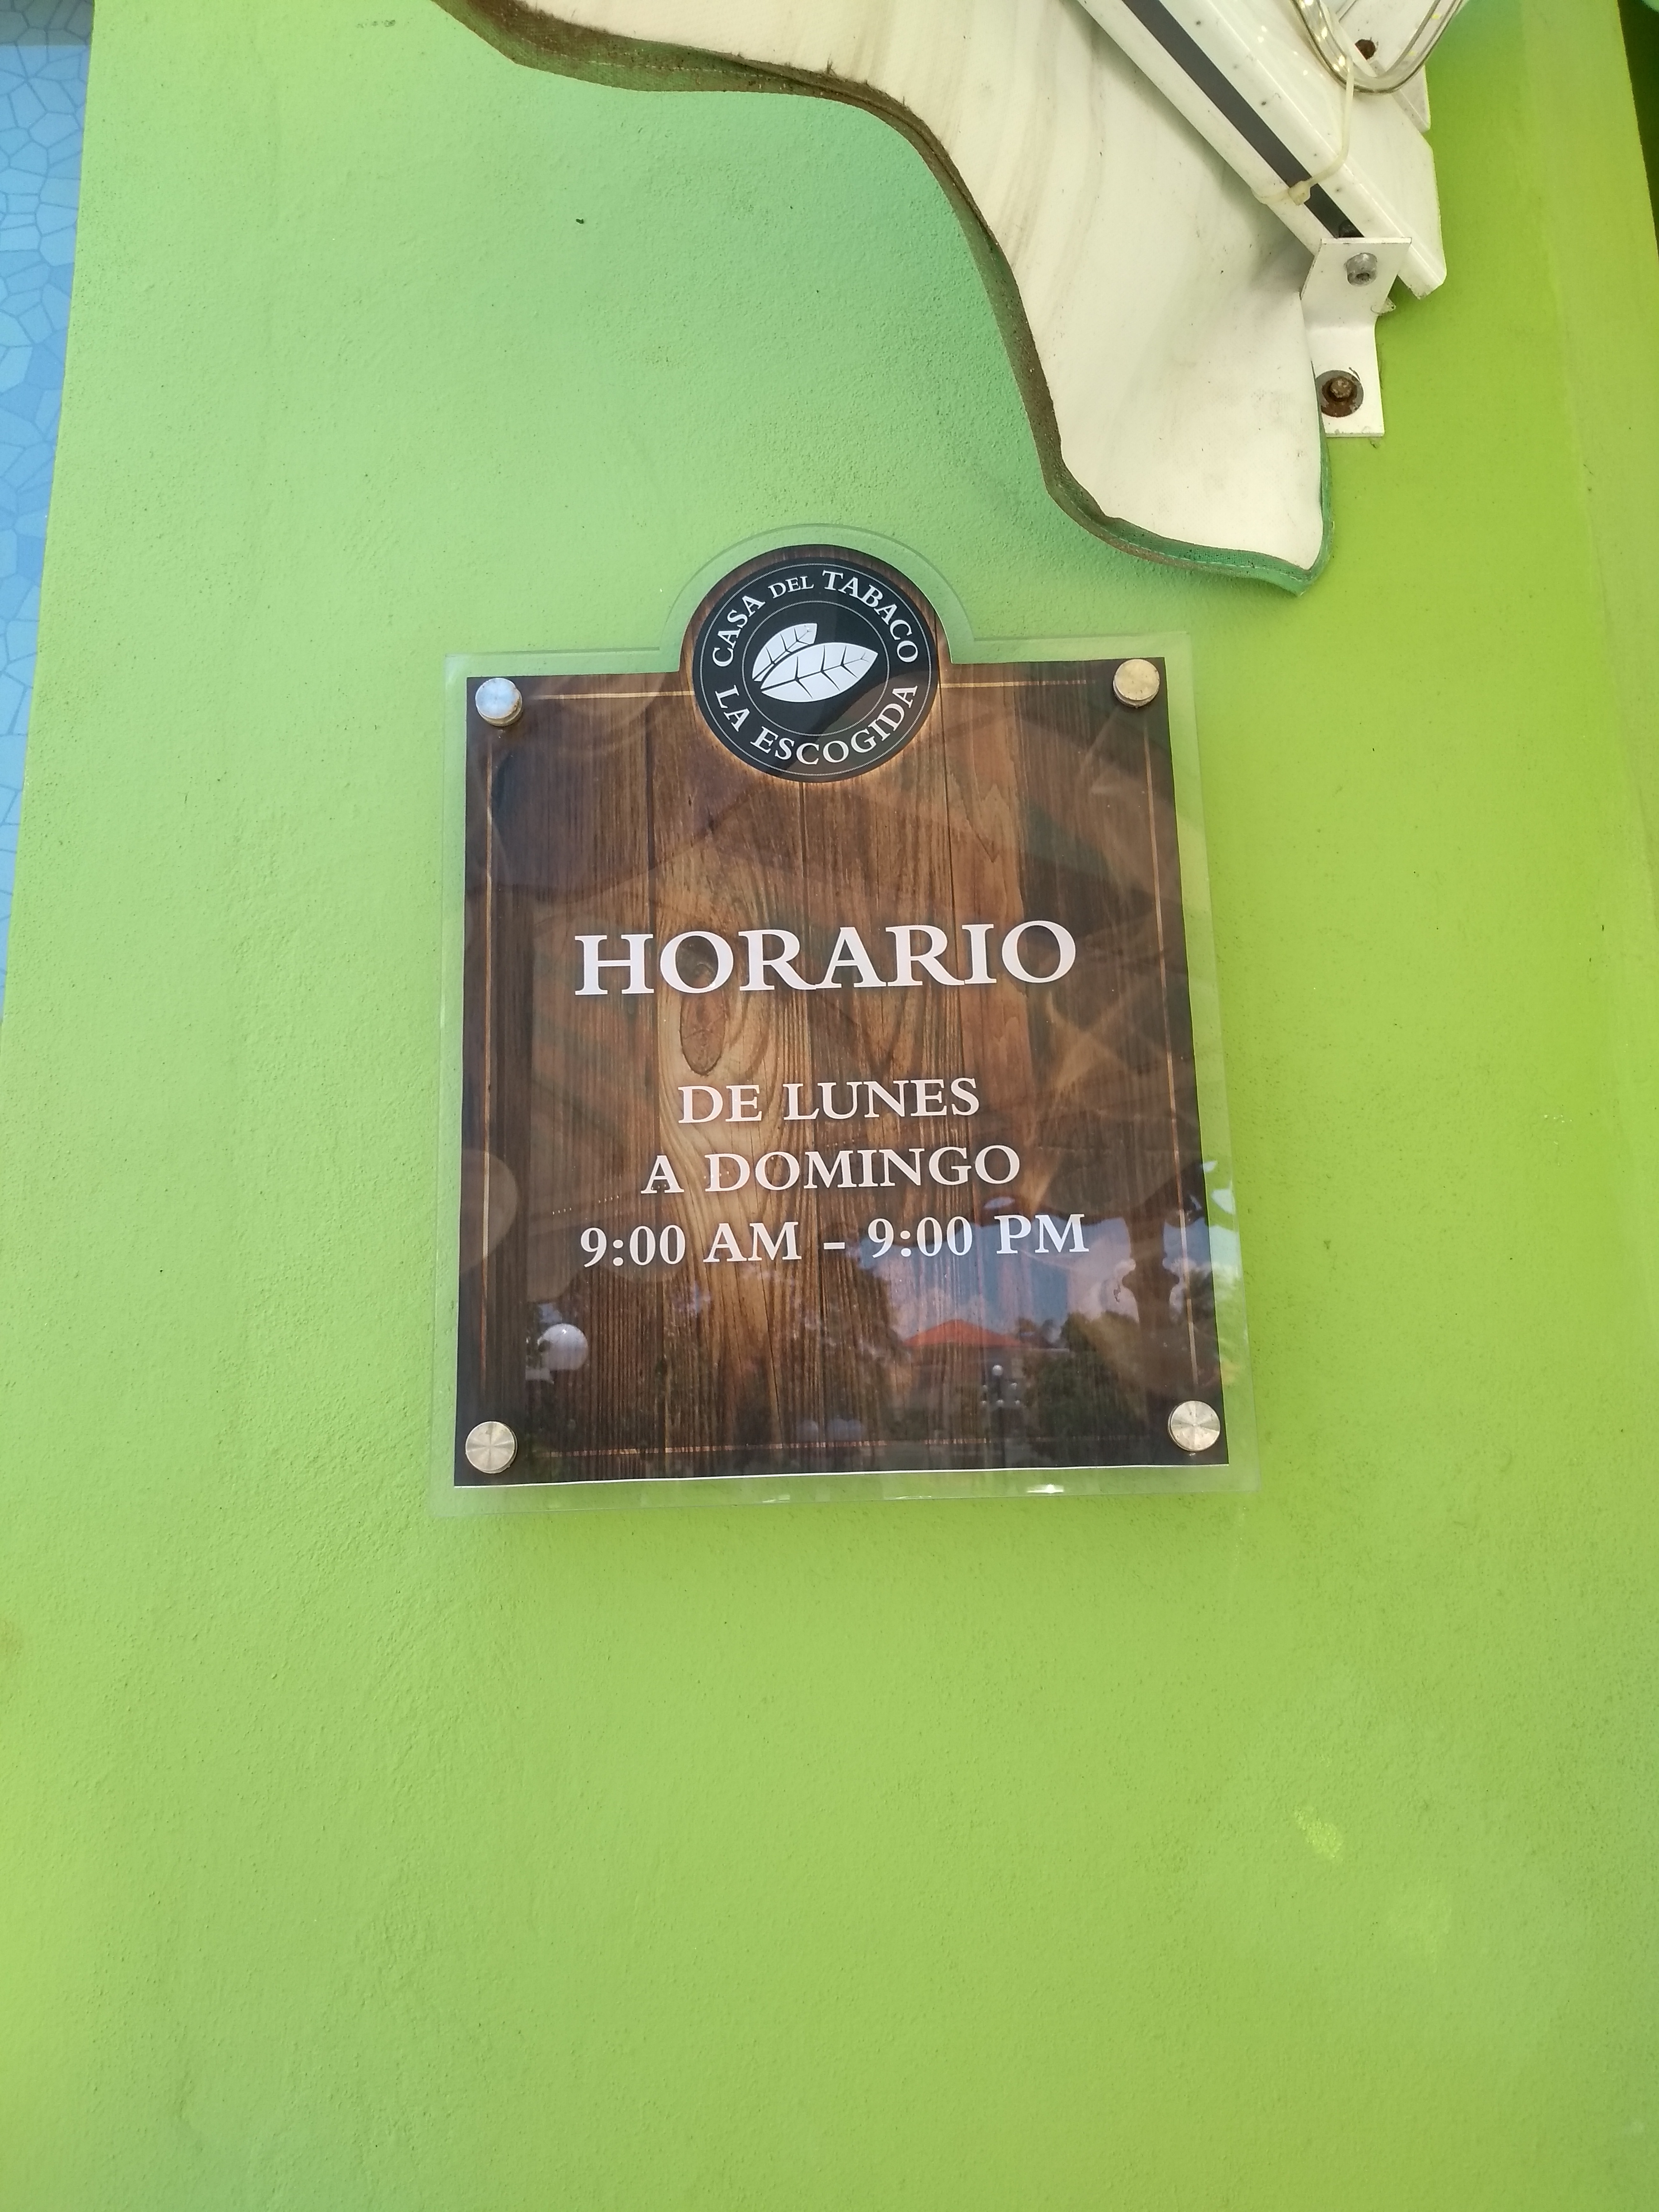 CASA DEL TABACO
LA ESCOGIDA
HORARIO
DE LUNES
A DOMINGO
9:00 AM - 9:00 PM